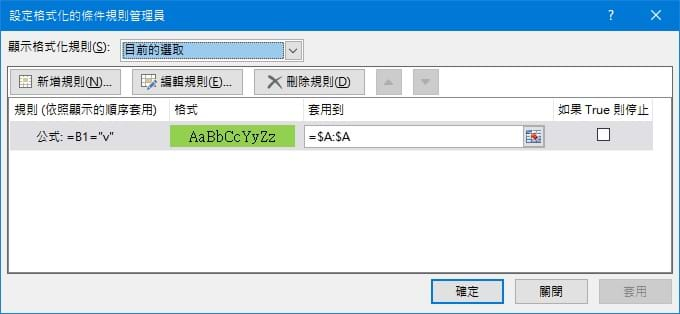 設定格式化的條件規則管理員 ? ×
顯示格式化規則(S): 目前的選取
新增規則(N)... 編輯規則(E)... 刪除規則(D)
規則 (依照顯示的順序套用) 格式 套用到 如果 True 則停止
公式: =B1="v" AaBbCcYyZz =$A:$A
確定 關閉 套用